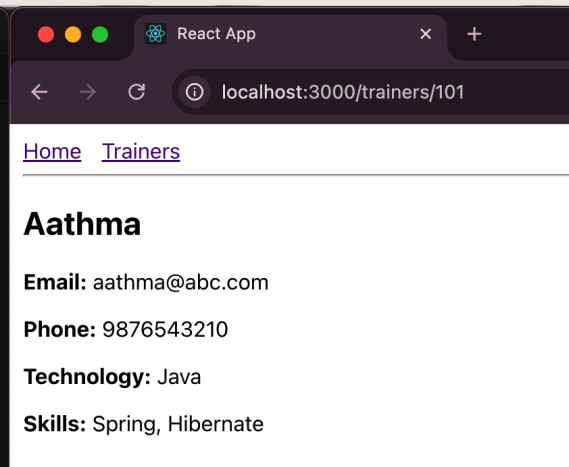 React App
localhost:3000/trainers/101
Home Trainers
Aathma
Email: aathma@abc.com
Phone: 9876543210
Technology: Java
Skills: Spring, Hibernate